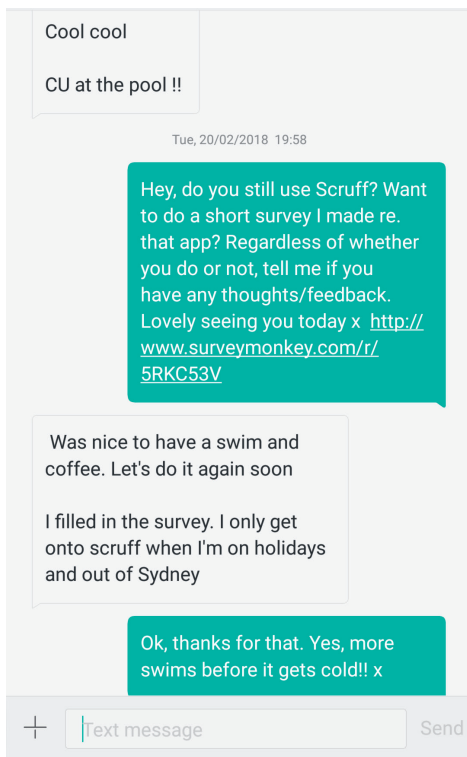 Cool cool
CU at the pool !!
Tue, 20/02/2018 19:58
Hey, do you still use Scruff? Want
to do a short survey I made re.
that app? Regardless of whether
you do or not, tell me if you
have any thoughts/feedback.
Lovely seeing you today x http://
www.surveymonkey.com/r/
5RKC53V
Was nice to have a swim and
coffee. Let's do it again soon
I filled in the survey. I only get
onto scruff when I'm on holidays
and out of Sydney
Ok, thanks for that. Yes, more
swims before it gets cold!! x
Text message
Send